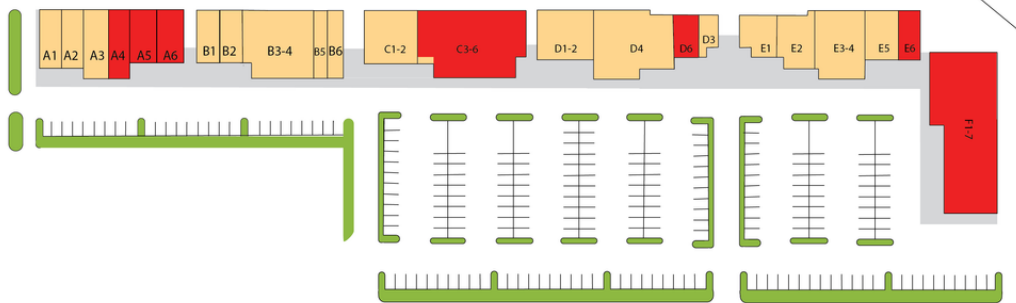 A1 A2 A3 A4 A5 A6
B1 B2 B3-4 B5 B6
C1-2 C3-6
D1-2 D4 D6 D3
E1 E2 E3-4 E5 E6
F1-7